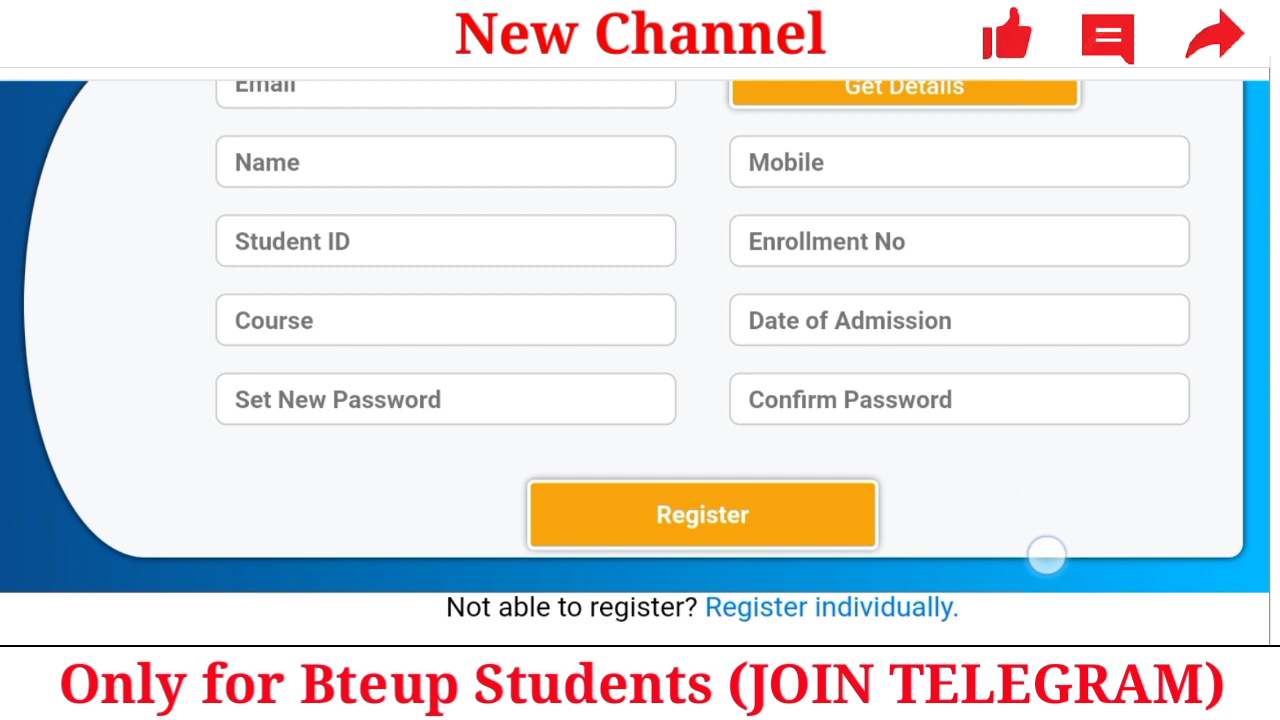 New Channel
Email
Get Details
Name
Mobile
Student ID
Enrollment No
Course
Date of Admission
Set New Password
Confirm Password
Register
Not able to register? Register individually.
Only for Bteup Students (JOIN TELEGRAM)